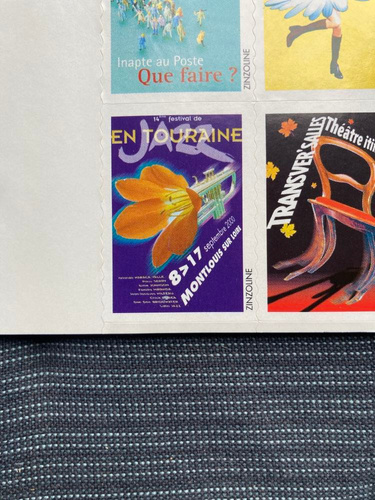 Inapte au Poste
Que faire ?
ZINZOLINE
14ème festival de
JAZZ
EN TOURAINE
8>17
septembre 2000
MONTLOUIS SUR LOIRE
ZINZOLINE
TRANSVER'SALLES
Théâtre iti